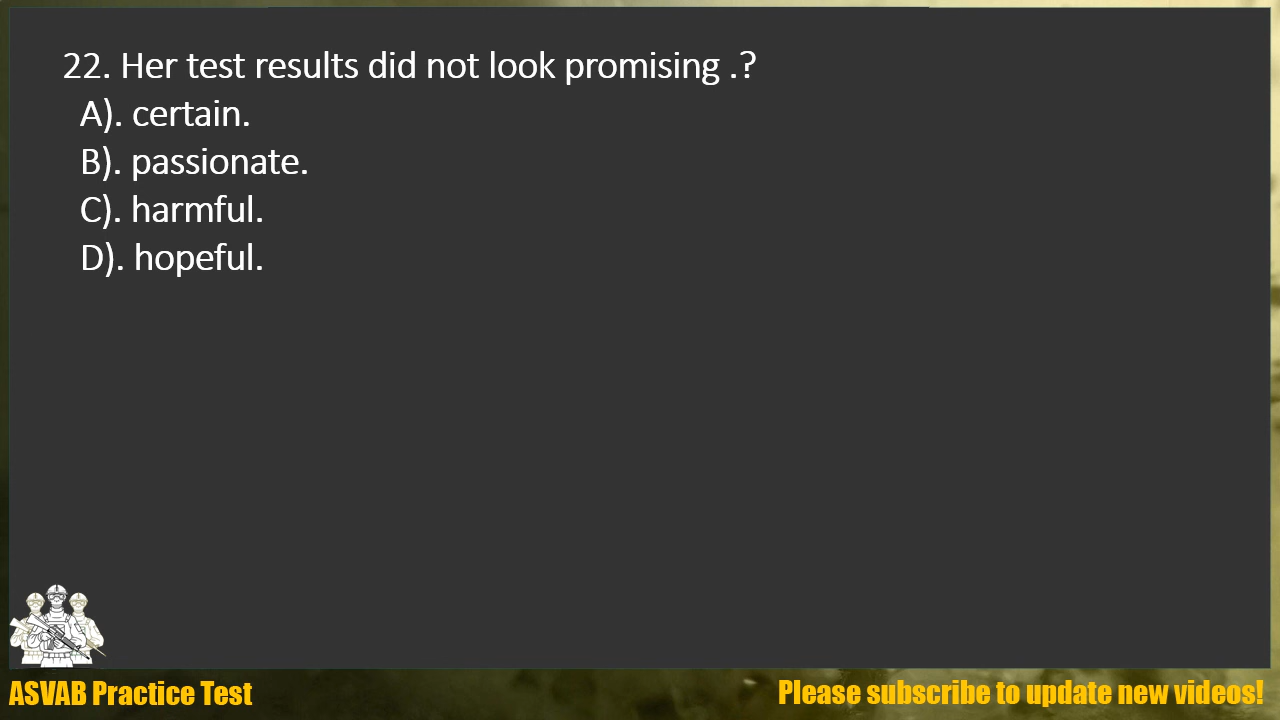 22. Her test results did not look promising .?
A). certain.
B). passionate.
C). harmful.
D). hopeful.
ASVAB Practice Test
Please subscribe to update new videos!